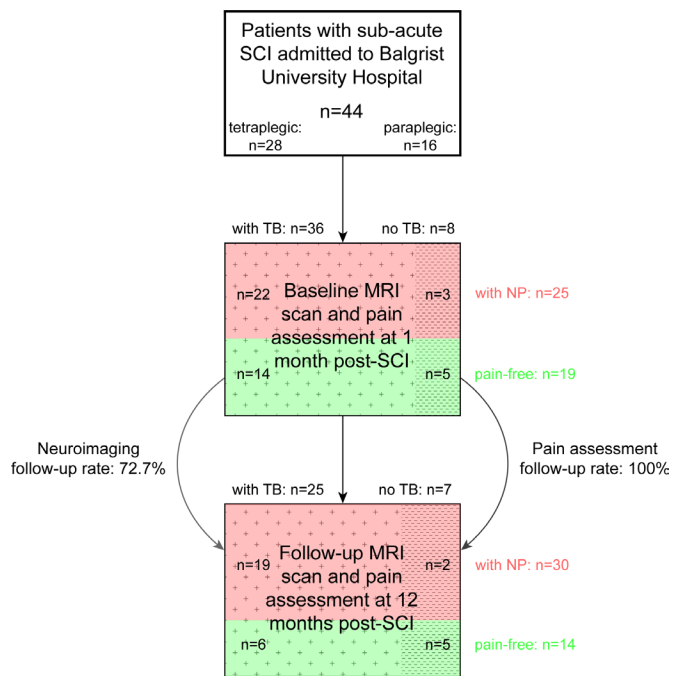 Patients with sub-acute
SCI admitted to Balgrist
University Hospital
n=44
tetraplegic: paraplegic:
n=28 n=16
with TB: n=36 no TB: n=8
n=22 Baseline MRI n=3 with NP: n=25
scan and pain
assessment at 1
month post-SCI
n=14 n=5 pain-free: n=19
Neuroimaging
follow-up rate: 72.7%
Pain assessment
follow-up rate: 100%
with TB: n=25 no TB: n=7
Follow-up MRI
n=19 scan and pain n=2 with NP: n=30
assessment at 12
months post-SCI
n=6 n=5 pain-free: n=14